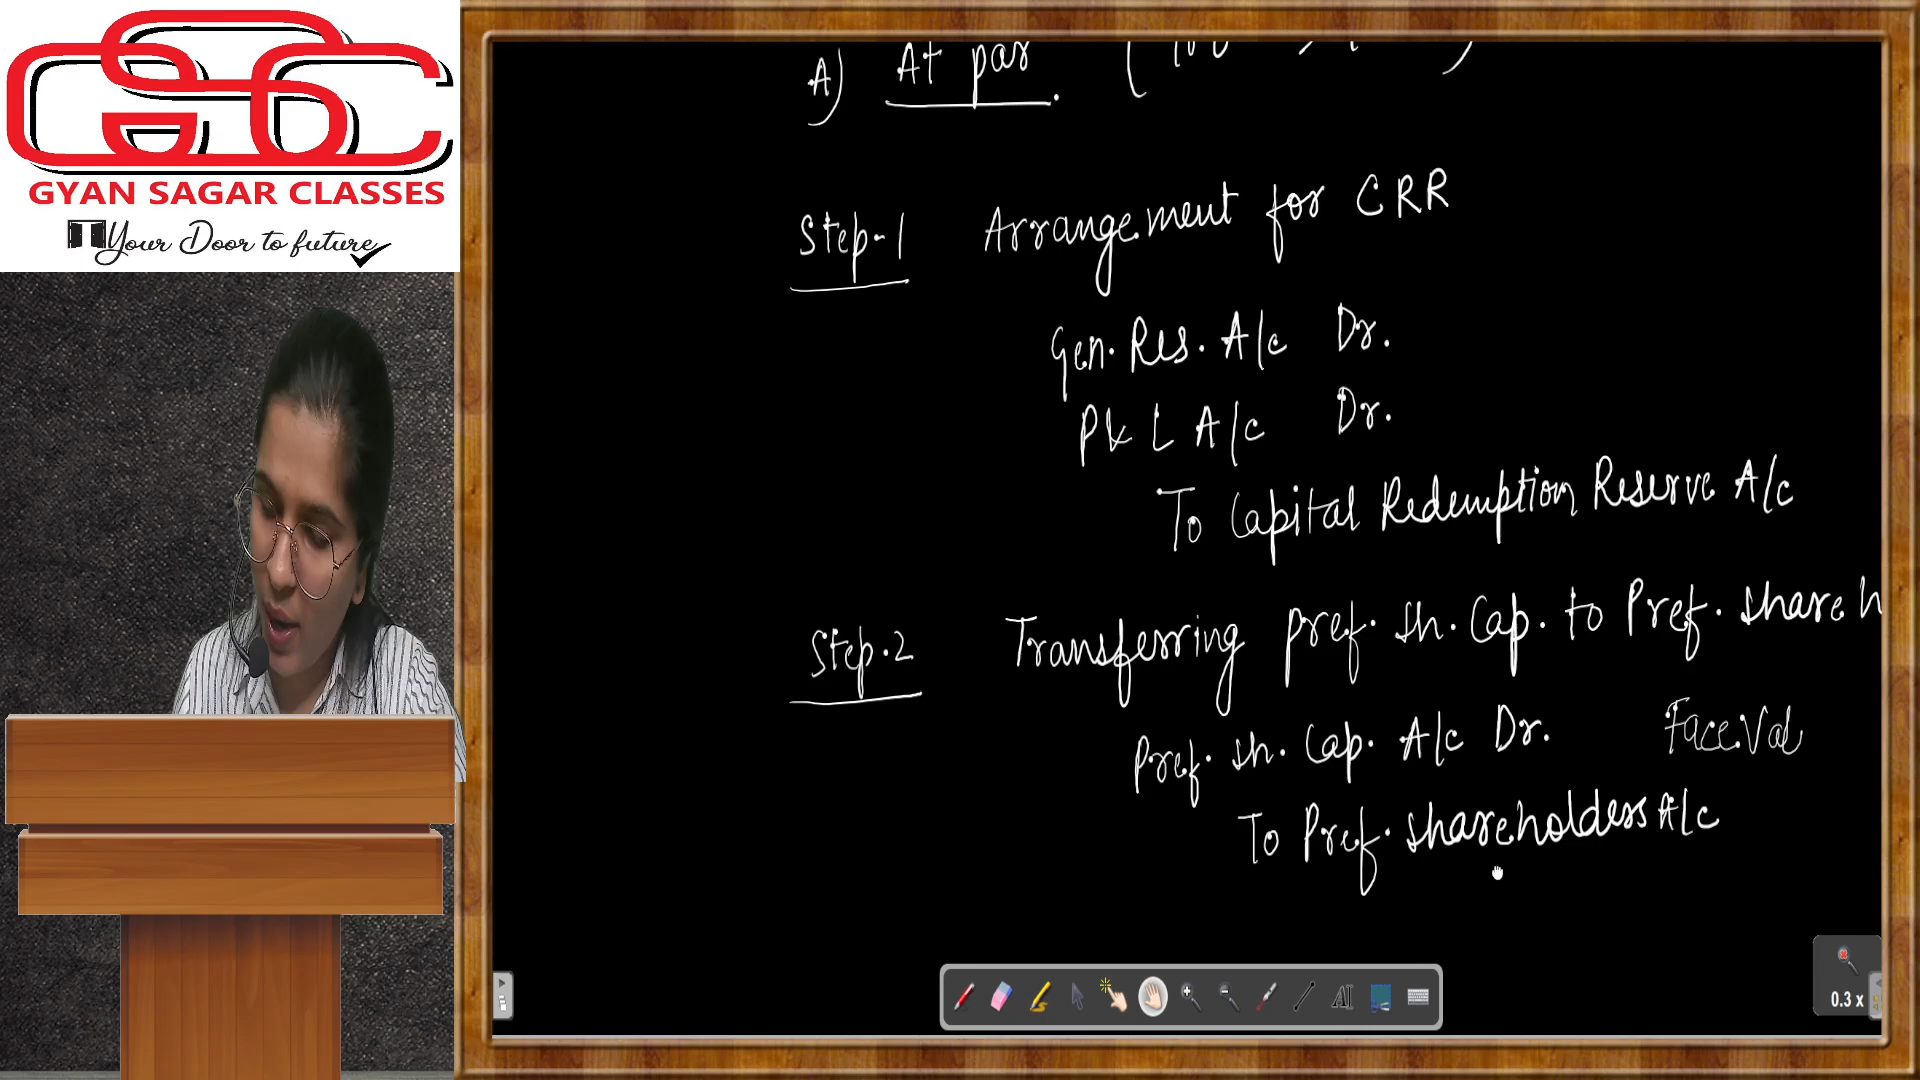 GSC
GYAN SAGAR CLASSES
Your Door to future
A) At par.
Step-1 Arrangement for CRR
Gen. Res. A/c Dr.
P & L A/c Dr.
To Capital Redemption Reserve A/c
Step.2 Transferring pref. sh. Cap. to Pref. share h
Pref. sh. Cap. A/c Dr. Face Val
To Pref. shareholders A/c
AI
0.3 x